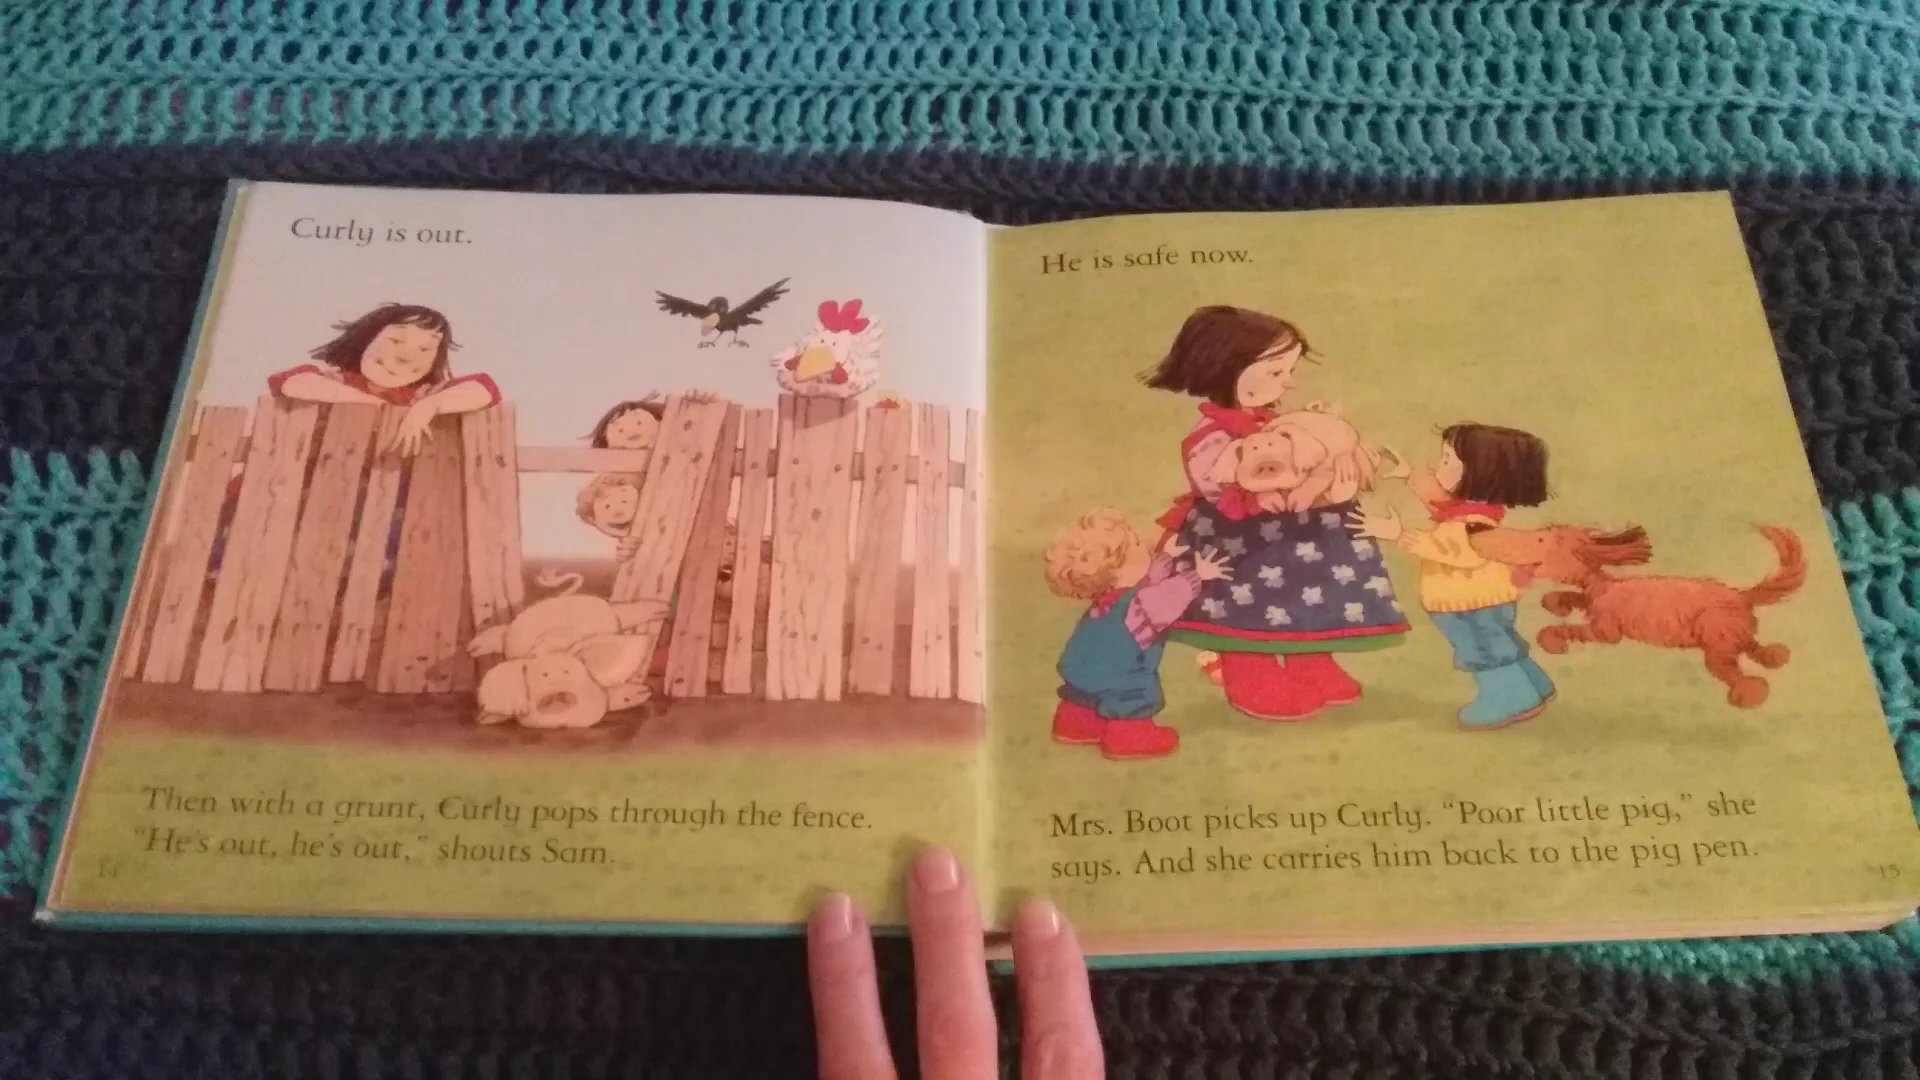 Curly is out.
Then with a grunt, Curly pops through the fence.
"He's out, he's out," shouts Sam.
14
He is safe now.
Mrs. Boot picks up Curly. "Poor little pig," she
says. And she carries him back to the pig pen.
15